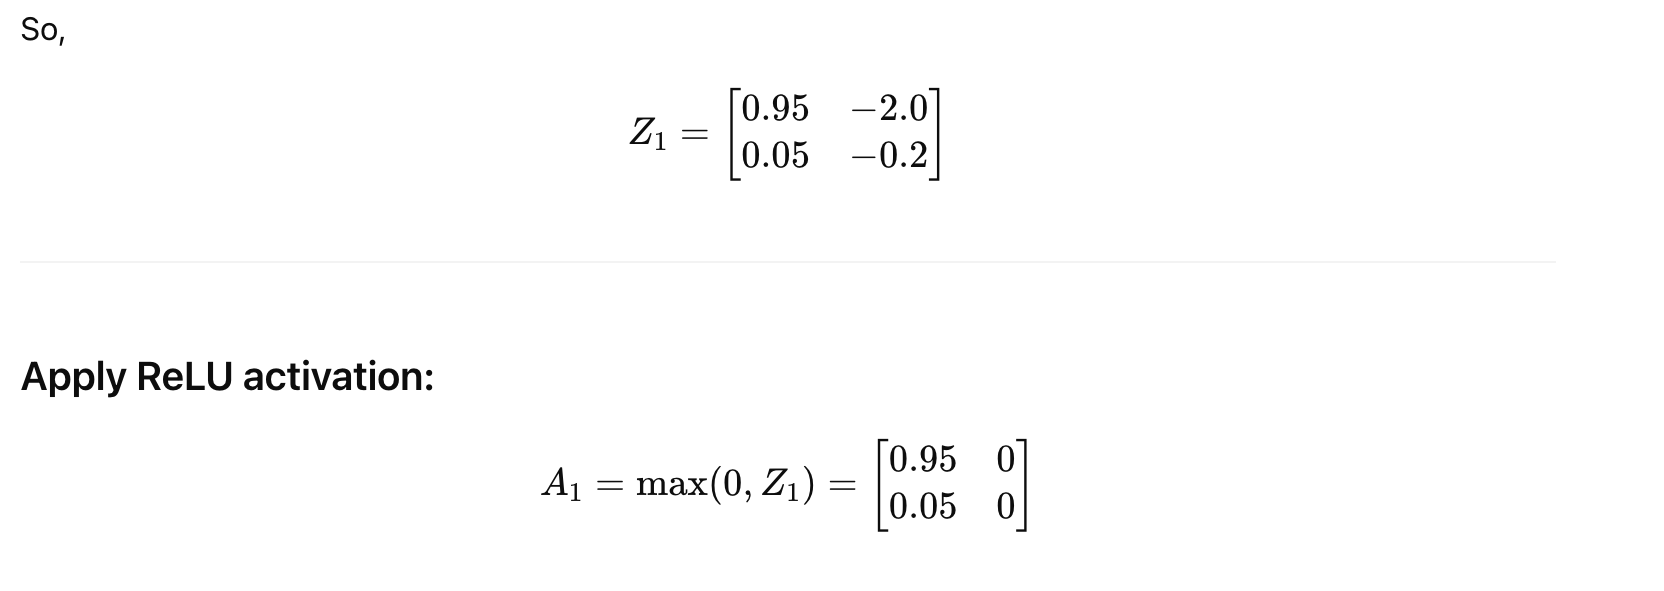 So,
Z₁ = [0.95 −2.0
0.05 −0.2]
Apply ReLU activation:
A₁ = max(0, Z₁) = [0.95 0
0.05 0]